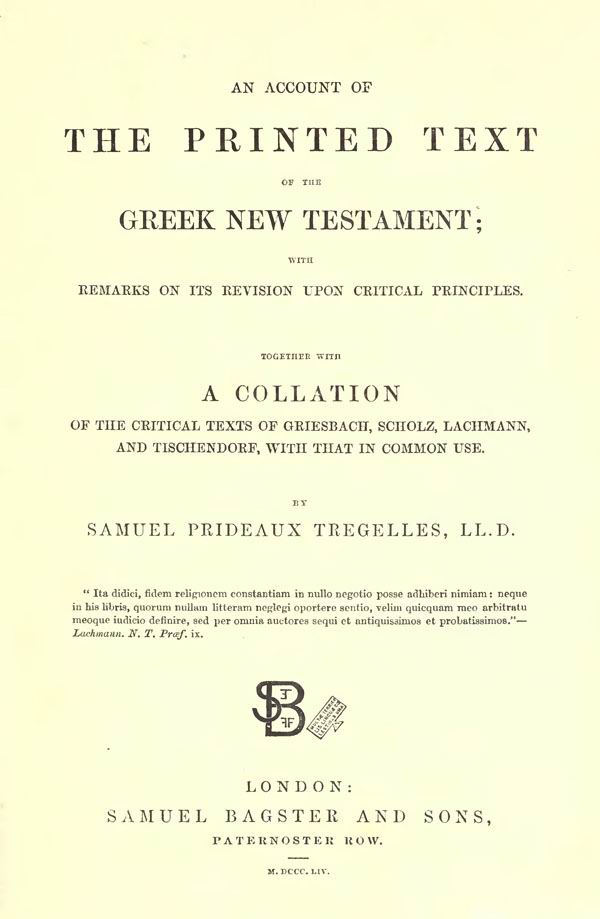 AN ACCOUNT OF
THE PRINTED TEXT
OF THE
GREEK NEW TESTAMENT;
WITH
REMARKS ON ITS REVISION UPON CRITICAL PRINCIPLES.
TOGETHER WITH
A COLLATION
OF THE CRITICAL TEXTS OF GRIESBACH, SCHOLZ, LACHMANN,
AND TISCHENDORF, WITH THAT IN COMMON USE.
BY
SAMUEL PRIDEAUX TREGELLES, LL.D.
“ Ita didici, fidem religionem constantiam in nullo negotio posse adhiberi nimiam: neque
in his libris, quorum nullam litteram neglegi oportere sentio, velim quicquam meo arbitratu
meoque iudicio definire, sed per omnia auctores sequi et antiquissimos et probatissimos.”—
Lachmann. N. T. Præf. ix.
LONDON:
SAMUEL BAGSTER AND SONS,
PATERNOSTER ROW.
M.DCCC.LIV.